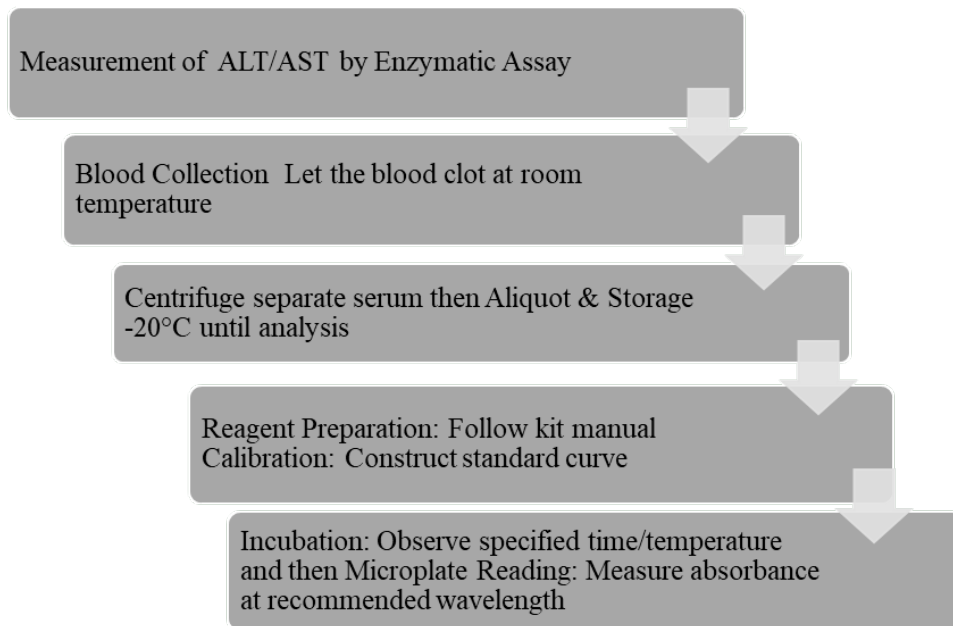 Measurement of ALT/AST by Enzymatic Assay
Blood Collection Let the blood clot at room
temperature
Centrifuge separate serum then Aliquot & Storage
-20°C until analysis
Reagent Preparation: Follow kit manual
Calibration: Construct standard curve
Incubation: Observe specified time/temperature
and then Microplate Reading: Measure absorbance
at recommended wavelength